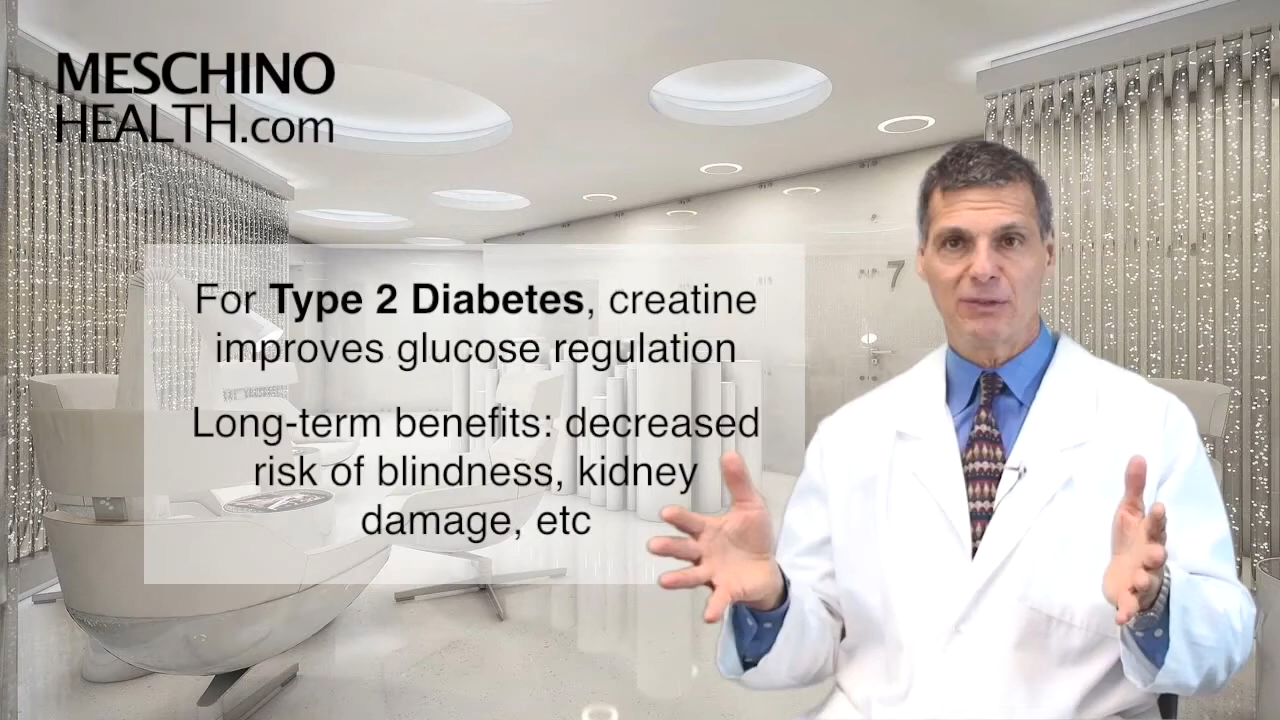 MESCHINO
HEALTH.com
7
For Type 2 Diabetes, creatine
improves glucose regulation
Long-term benefits: decreased
risk of blindness, kidney
damage, etc